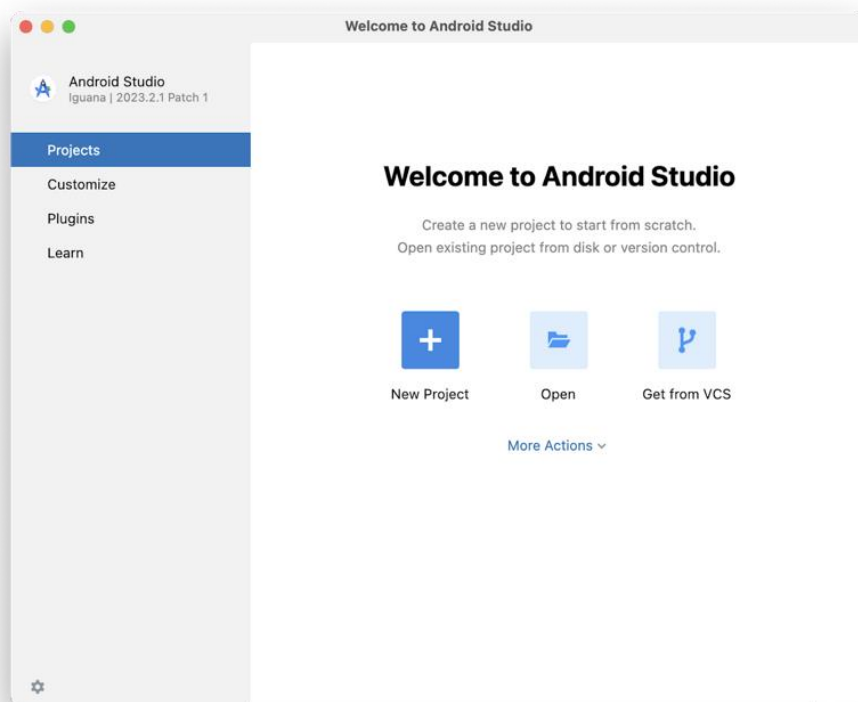 Welcome to Android Studio
Android Studio
Iguana | 2023.2.1 Patch 1
Projects
Customize
Plugins
Learn
Welcome to Android Studio
Create a new project to start from scratch.
Open existing project from disk or version control.
New Project
Open
Get from VCS
More Actions